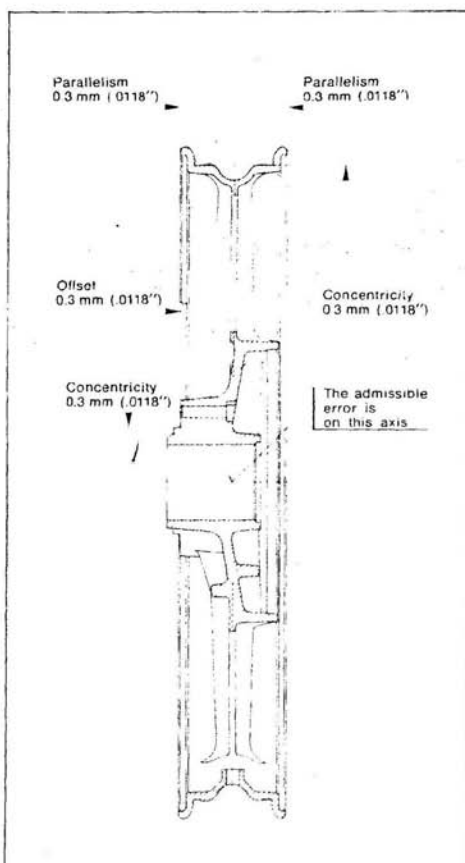 Parallelism
0.3 mm (.0118")
Parallelism
0.3 mm (.0118")
Offset
0.3 mm (.0118")
Concentricity
0.3 mm (.0118")
Concentricity
0.3 mm (.0118")
The admissible
error is
on this axis